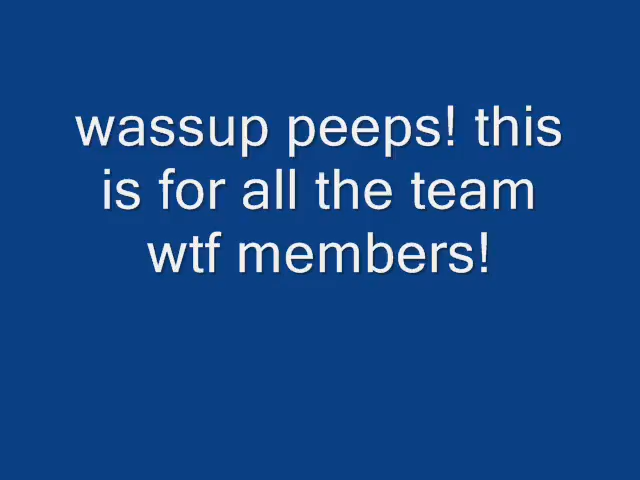 wassup peeps! this
is for all the team
wtf members!